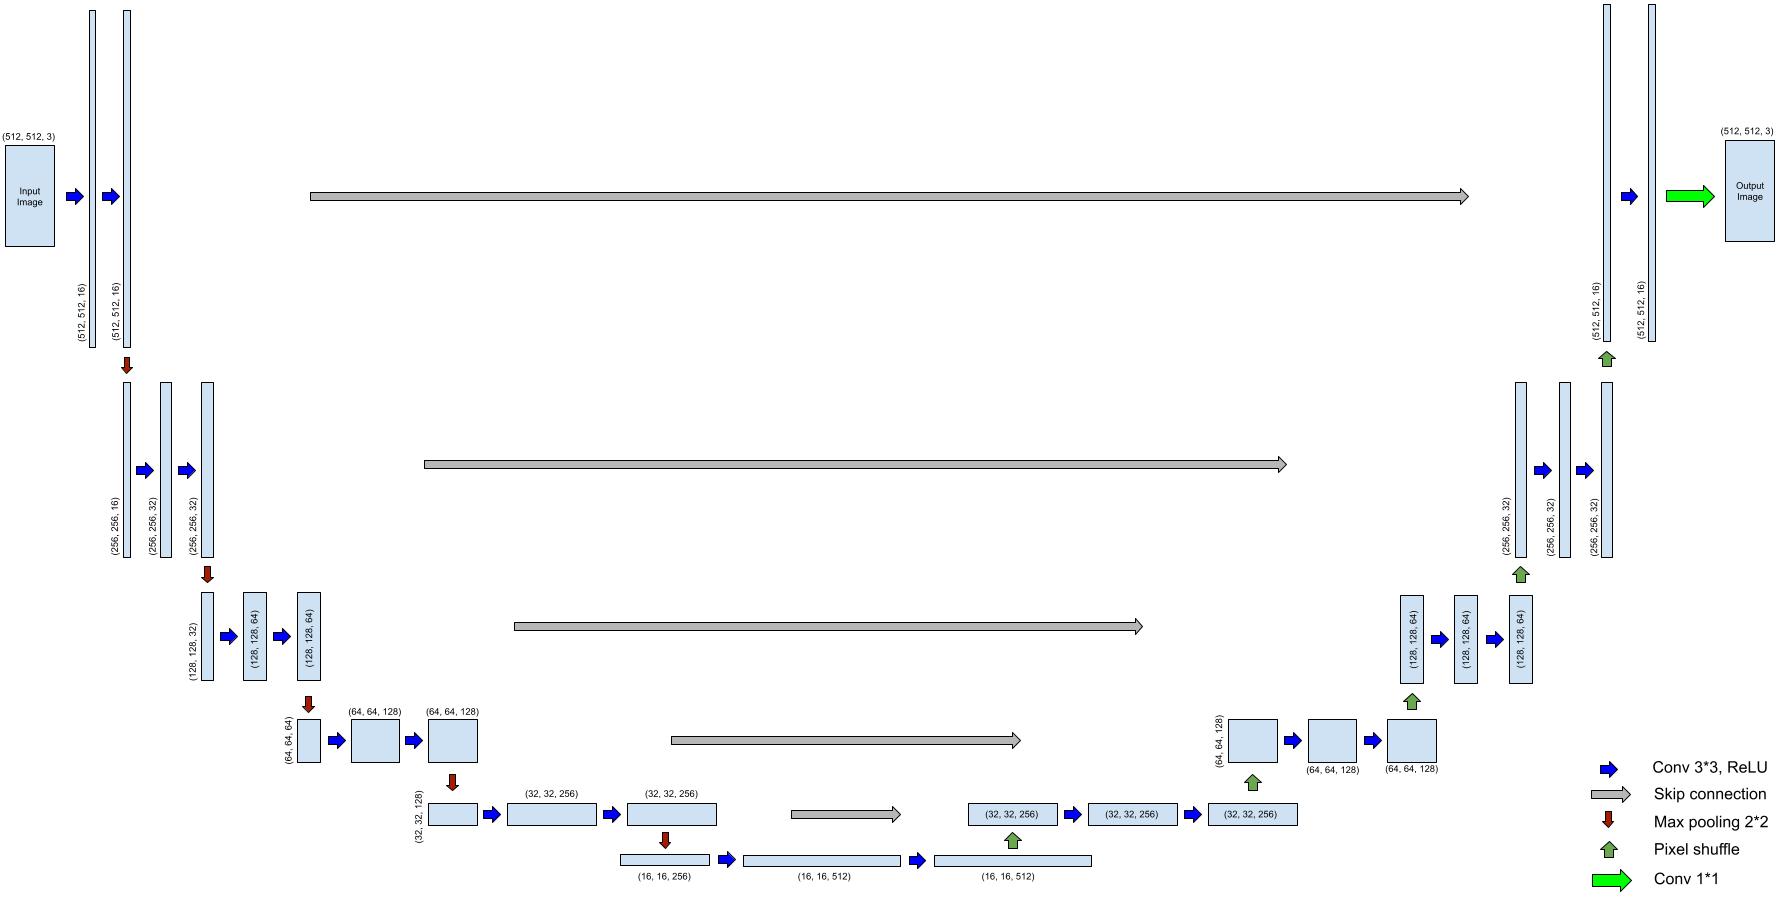 (512, 512, 3)
Input
Image
(512, 512, 16)
(512, 512, 16)
(512, 512, 16)
(512, 512, 16)
(512, 512, 3)
Output
Image
(256, 256, 16)
(256, 256, 32)
(256, 256, 32)
(256, 256, 32)
(256, 256, 32)
(256, 256, 32)
(128, 128, 32)
(128, 128, 64)
(128, 128, 64)
(128, 128, 64)
(128, 128, 64)
(128, 128, 64)
(64, 64, 64)
(64, 64, 128)
(64, 64, 128)
(64, 64, 128)
(64, 64, 128)
(64, 64, 128)
(32, 32, 128)
(32, 32, 256)
(32, 32, 256)
(32, 32, 256)
(32, 32, 256)
(32, 32, 256)
(16, 16, 256)
(16, 16, 512)
(16, 16, 512)
Conv 3*3, ReLU
Skip connection
Max pooling 2*2
Pixel shuffle
Conv 1*1